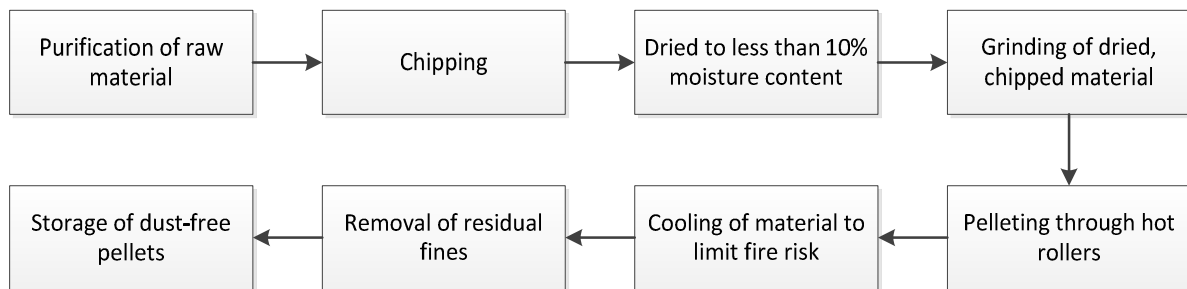 Purification of raw
material
Chipping
Dried to less than 10%
moisture content
Grinding of dried,
chipped material
Pelleting through hot
rollers
Cooling of material to
limit fire risk
Removal of residual
fines
Storage of dust-free
pellets